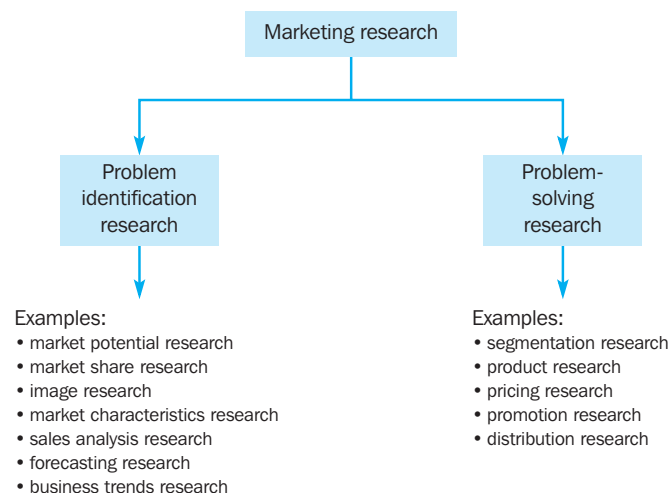 Marketing research
Problem
identification
research
Problem-
solving
research
Examples:
• market potential research
• market share research
• image research
• market characteristics research
• sales analysis research
• forecasting research
• business trends research
Examples:
• segmentation research
• product research
• pricing research
• promotion research
• distribution research